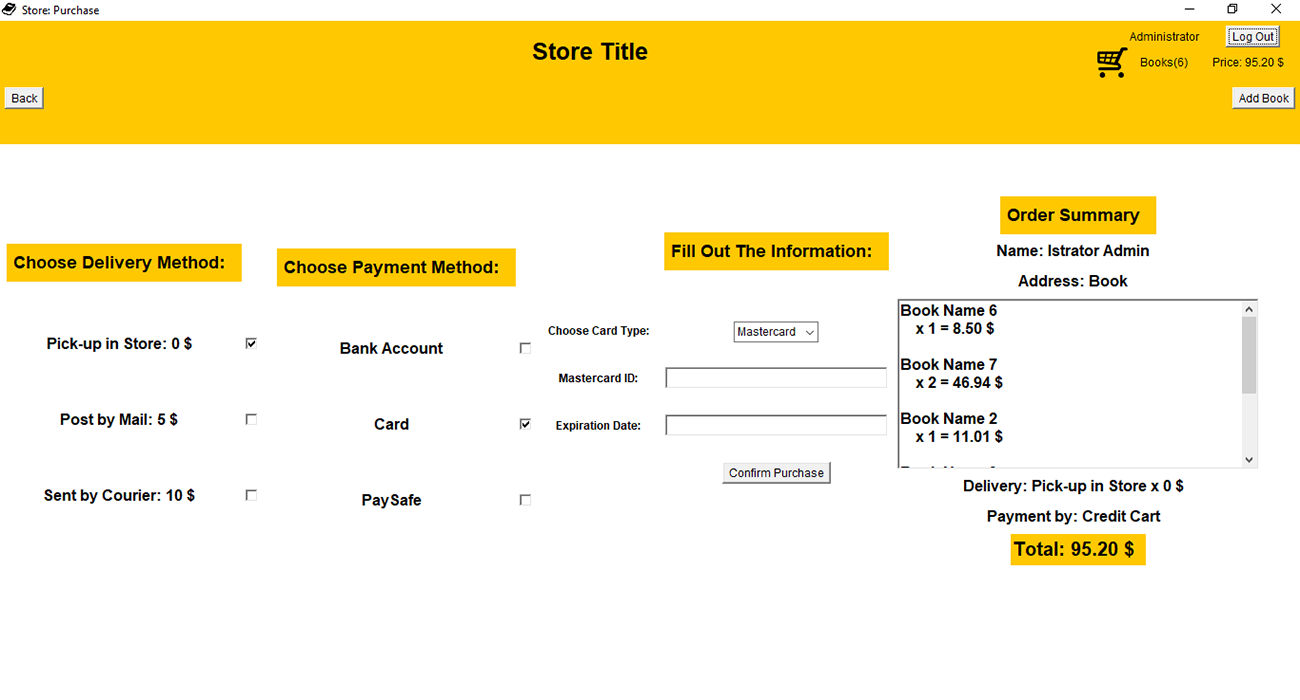 Store: Purchase
Store Title
Administrator
Log Out
Books(6)
Price: 95.20 $
Back
Add Book
Choose Delivery Method:
Pick-up in Store: 0 $
Post by Mail: 5 $
Sent by Courier: 10 $
Choose Payment Method:
Bank Account
Card
PaySafe
Fill Out The Information:
Choose Card Type:
Mastercard
Mastercard ID:
Expiration Date:
Confirm Purchase
Order Summary
Name: Istrator Admin
Address: Book
Book Name 6
x 1 = 8.50 $
Book Name 7
x 2 = 46.94 $
Book Name 2
x 1 = 11.01 $
Delivery: Pick-up in Store x 0 $
Payment by: Credit Cart
Total: 95.20 $